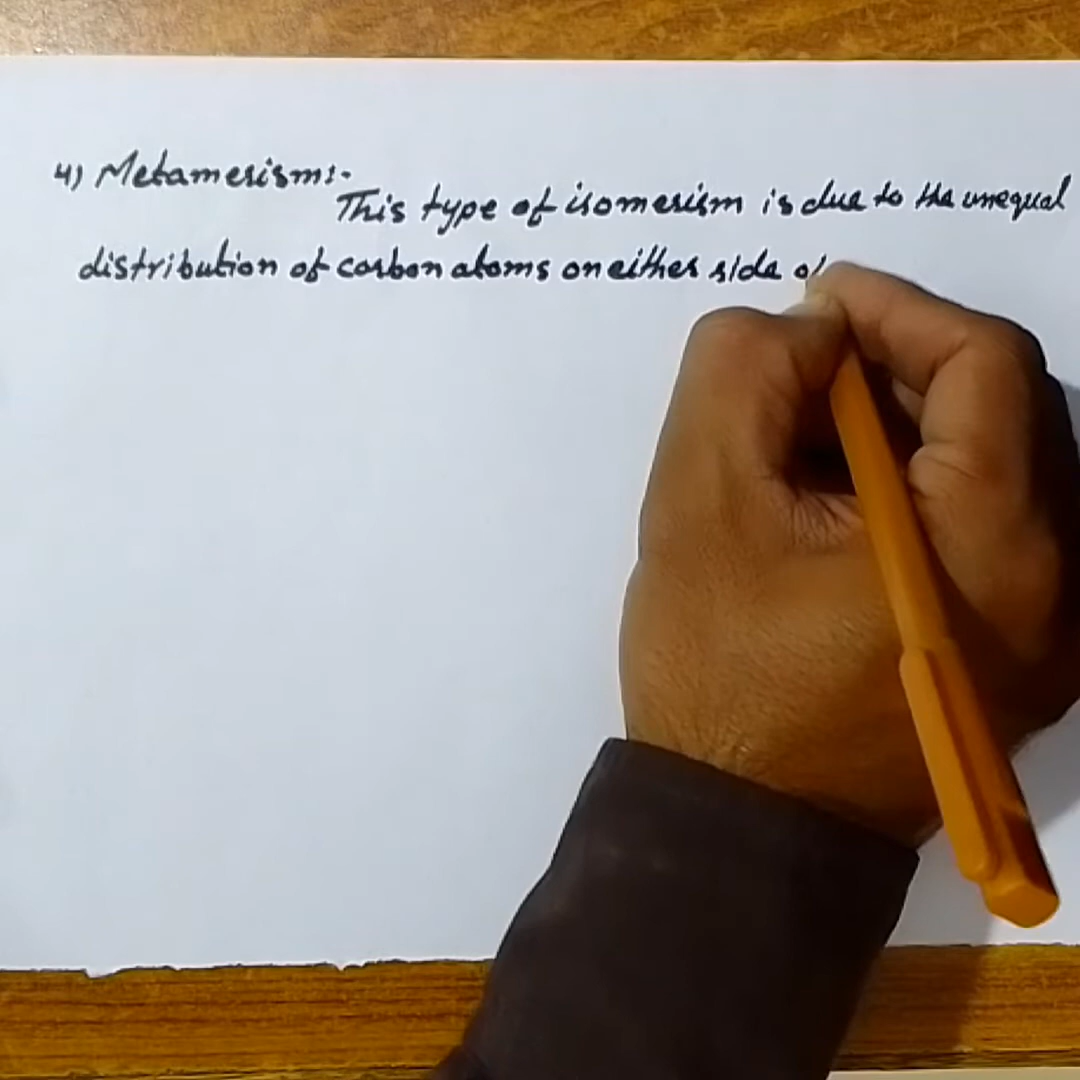 4) Metamerism:-
This type of isomerism is due to the unequal
distribution of carbon atoms on either side